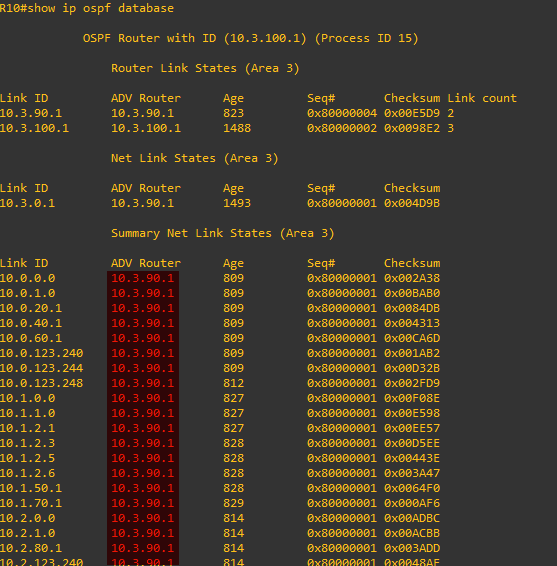 R10#show ip ospf database
OSPF Router with ID (10.3.100.1) (Process ID 15)
Router Link States (Area 3)
Link ID ADV Router Age Seq# Checksum Link count
10.3.90.1 10.3.90.1 823 0x80000004 0x00E5D9 2
10.3.100.1 10.3.100.1 1488 0x80000002 0x0098E2 3
Net Link States (Area 3)
Link ID ADV Router Age Seq# Checksum
10.3.0.1 10.3.90.1 1493 0x80000001 0x004D9B
Summary Net Link States (Area 3)
Link ID ADV Router Age Seq# Checksum
10.0.0.0 10.3.90.1 809 0x80000001 0x002A38
10.0.1.0 10.3.90.1 809 0x80000001 0x00BAB0
10.0.20.1 10.3.90.1 809 0x80000001 0x0084DB
10.0.40.1 10.3.90.1 809 0x80000001 0x004313
10.0.60.1 10.3.90.1 809 0x80000001 0x00CA6D
10.0.123.240 10.3.90.1 809 0x80000001 0x001AB2
10.0.123.244 10.3.90.1 809 0x80000001 0x00D32B
10.0.123.248 10.3.90.1 812 0x80000001 0x002FD9
10.1.0.0 10.3.90.1 827 0x80000001 0x00F08E
10.1.1.0 10.3.90.1 827 0x80000001 0x00E598
10.1.2.1 10.3.90.1 827 0x80000001 0x00EE57
10.1.2.3 10.3.90.1 828 0x80000001 0x00D5EE
10.1.2.5 10.3.90.1 828 0x80000001 0x00443E
10.1.2.6 10.3.90.1 828 0x80000001 0x003A47
10.1.50.1 10.3.90.1 828 0x80000001 0x0064F0
10.1.70.1 10.3.90.1 829 0x80000001 0x000AF6
10.2.0.0 10.3.90.1 814 0x80000001 0x00ADBC
10.2.1.0 10.3.90.1 814 0x80000001 0x00ACBB
10.2.80.1 10.3.90.1 814 0x80000001 0x003ADD
10.2.123.240 10.3.90.1 814 0x80000001 0x0048AE